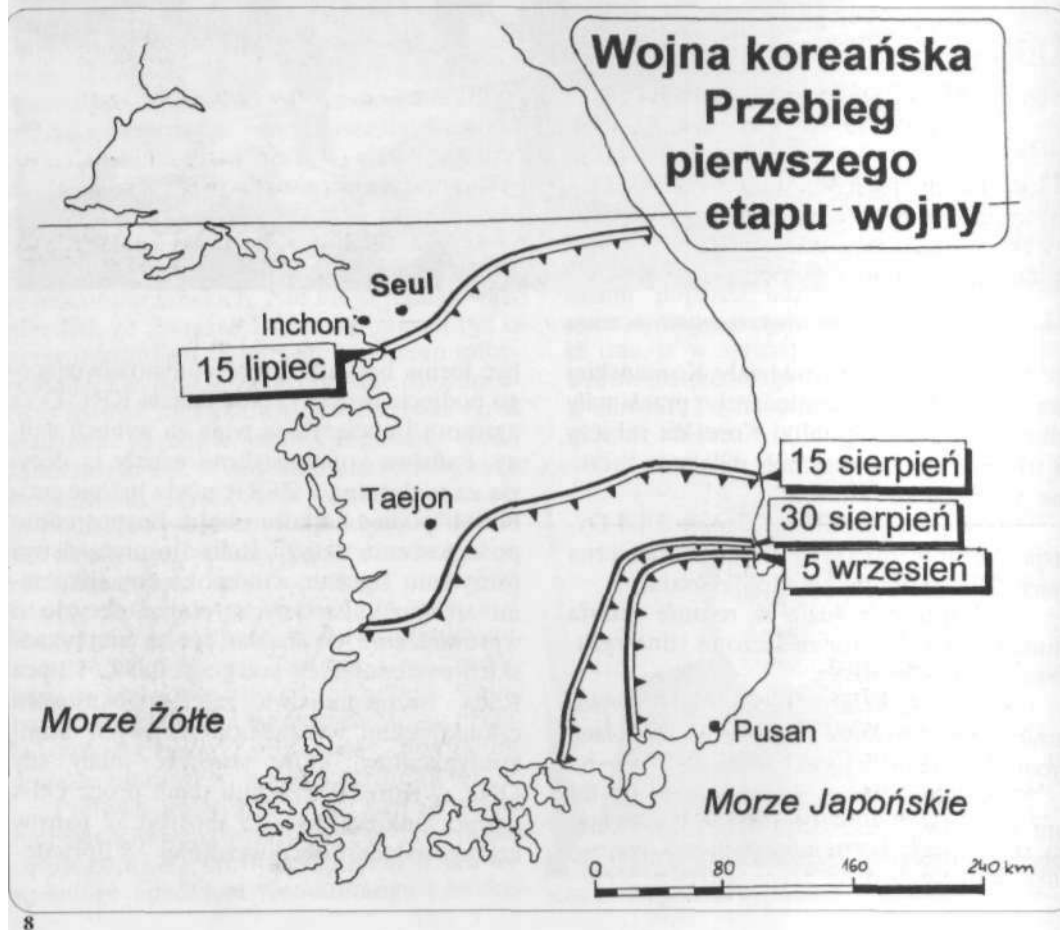 Wojna koreańska
Przebieg
pierwszego
etapu wojny
Seul
Inchon
15 lipiec
Taejon
15 sierpień
30 sierpień
5 wrzesień
Morze Żółte
Pusan
Morze Japońskie
0 80 160 240 km
8